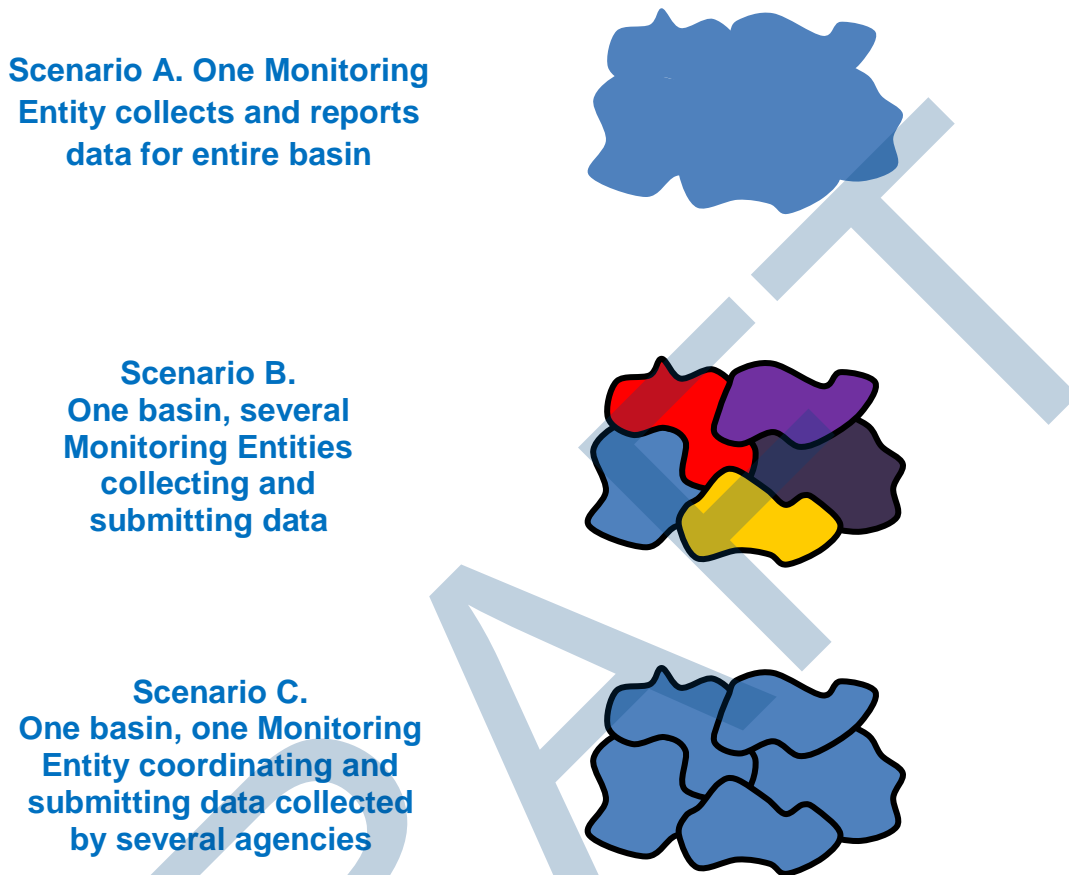 Scenario A. One Monitoring
Entity collects and reports
data for entire basin
Scenario B.
One basin, several
Monitoring Entities
collecting and
submitting data
Scenario C.
One basin, one Monitoring
Entity coordinating and
submitting data collected
by several agencies